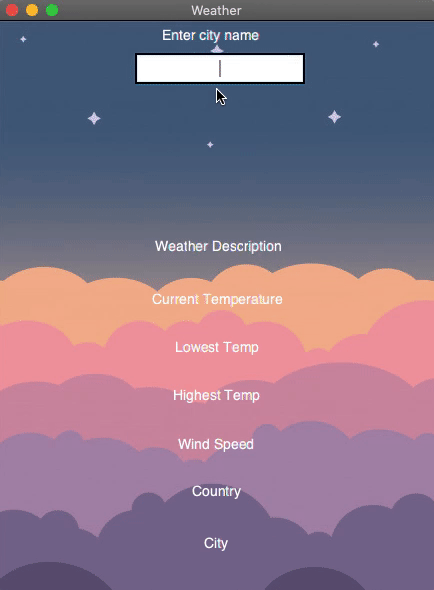 Weather
Enter city name
Weather Description
Current Temperature
Lowest Temp
Highest Temp
Wind Speed
Country
City